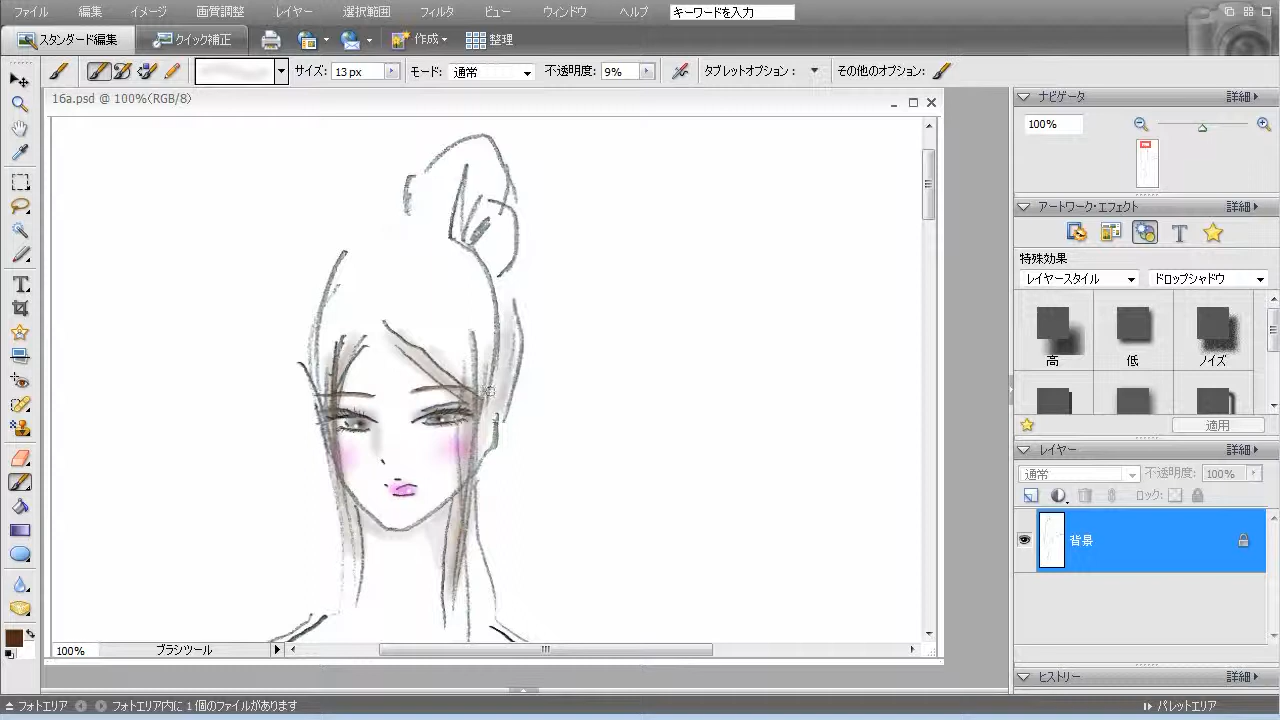 ファイル 編集 イメージ 画質調整 レイヤー 選択範囲 フィルタ ビュー ウィンドウ ヘルプ キーワードを入力
スタンダード編集 クイック補正 作成 整理
サイズ: 13 px モード: 通常 不透明度: 9% タブレットオプション: その他のオプション:
16a.psd @ 100%(RGB/8)
100% ブラシツール
ナビゲータ 詳細
100%
アートワーク・エフェクト 詳細
特殊効果
レイヤースタイル ドロップシャドウ
高 低 ノイズ
適用
レイヤー 詳細
通常 不透明度: 100%
ロック:
背景
ヒストリー 詳細
フォトエリア フォトエリア内に 1 個のファイルがあります パレットエリア